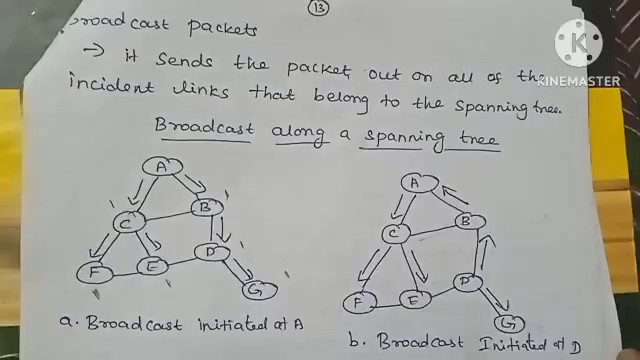 13
broadcast packets
→ it sends the packet out on all of the
K
KINEMASTER
incident links that belong to the spanning tree.
Broadcast along a spanning tree
A
B
C
D
F
E
G
a. Broadcast initiated at A
A
B
C
D
F
E
G
b. Broadcast Initiated at D